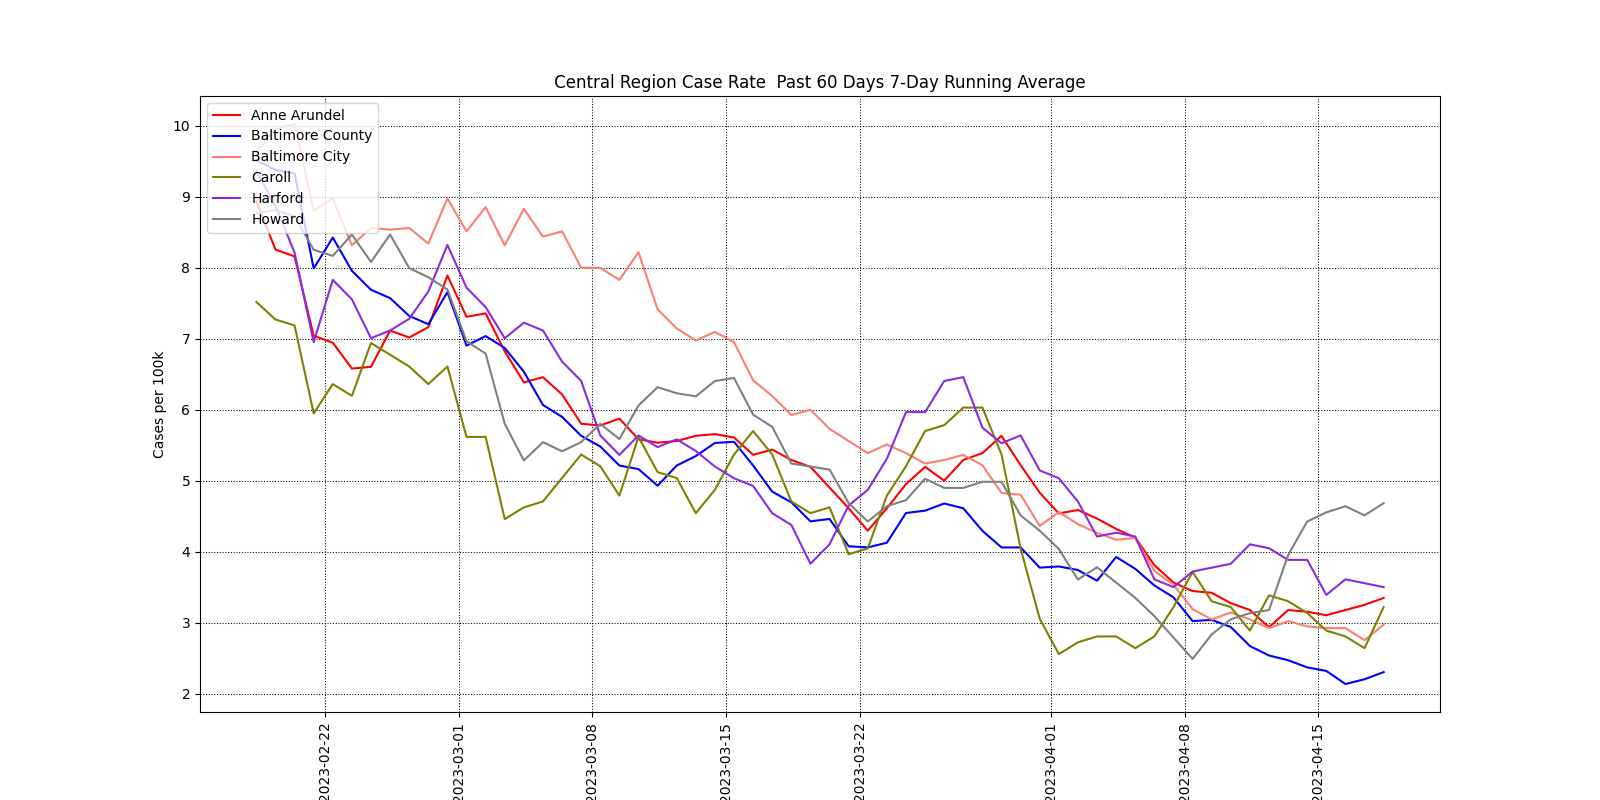 Central Region Case Rate  Past 60 Days 7-Day Running Average
Anne Arundel
Baltimore County
Baltimore City
Caroll
Harford
Howard
Cases per 100k
10
9
8
7
6
5
4
3
2
2023-02-22
2023-03-01
2023-03-08
2023-03-15
2023-03-22
2023-04-01
2023-04-08
2023-04-15